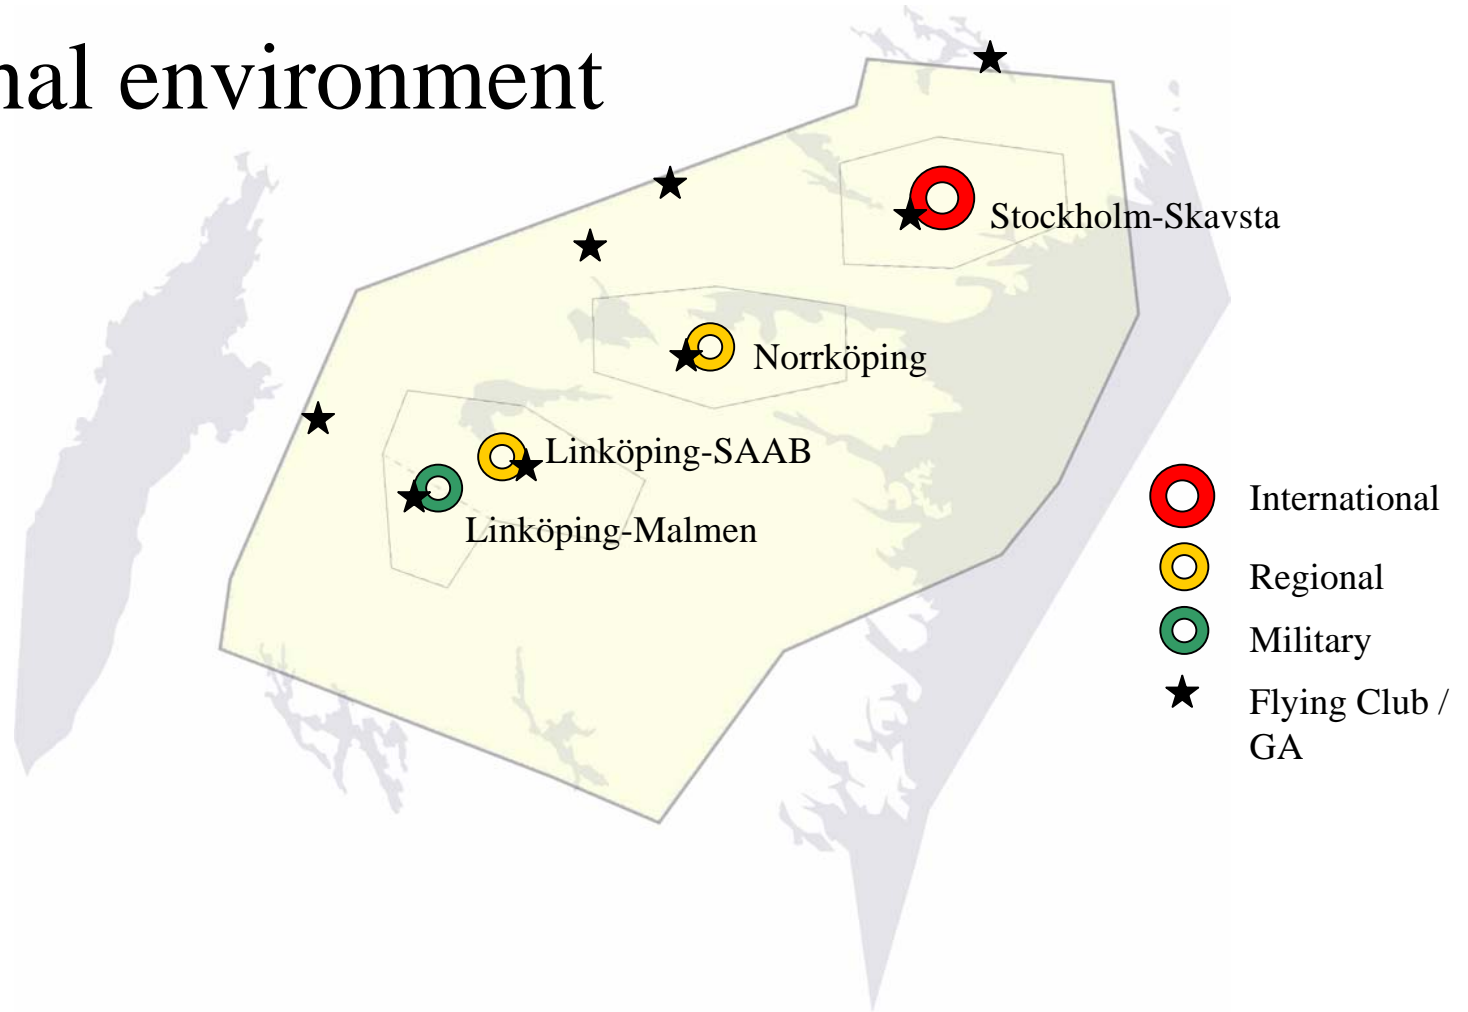 nal environment
Stockholm-Skavsta
Norrköping
Linköping-SAAB
Linköping-Malmen
International
Regional
Military
Flying Club /
GA